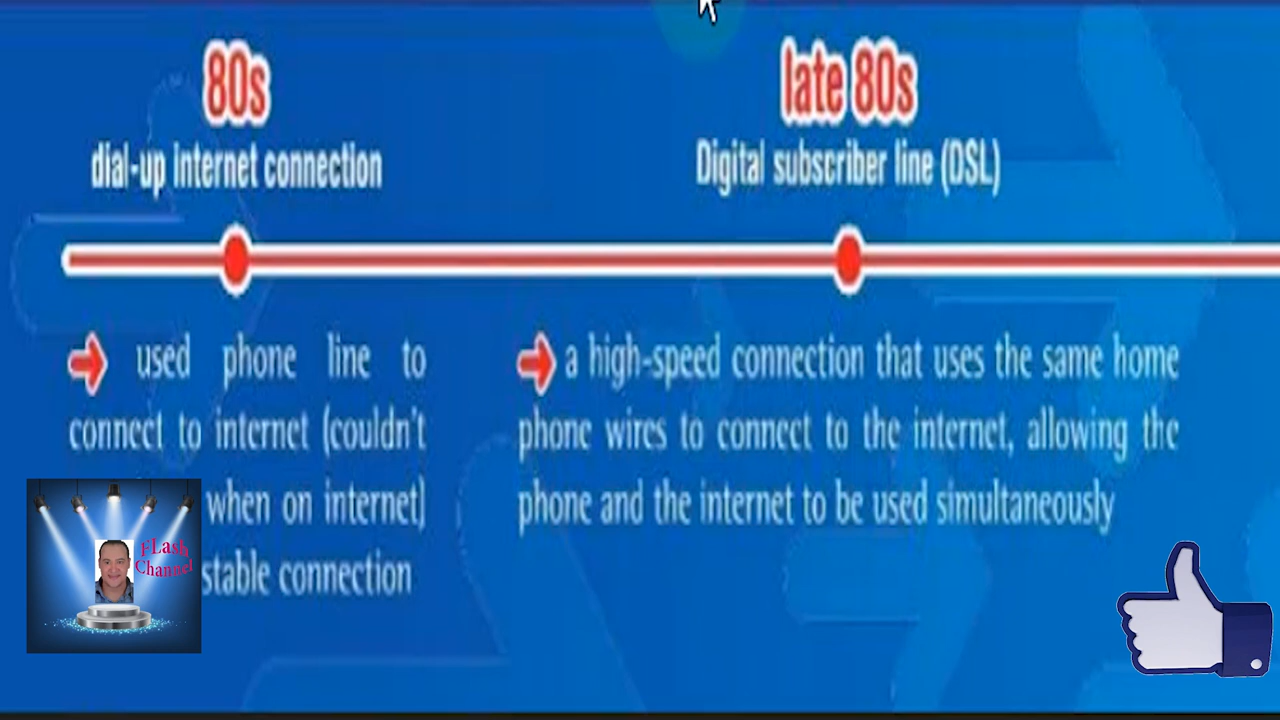 80s
dial-up internet connection
used phone line to
connect to internet (couldn't
when on internet)
stable connection
late 80s
Digital subscriber line (DSL)
a high-speed connection that uses the same home
phone wires to connect to the internet, allowing the
phone and the internet to be used simultaneously
FLash
Channel